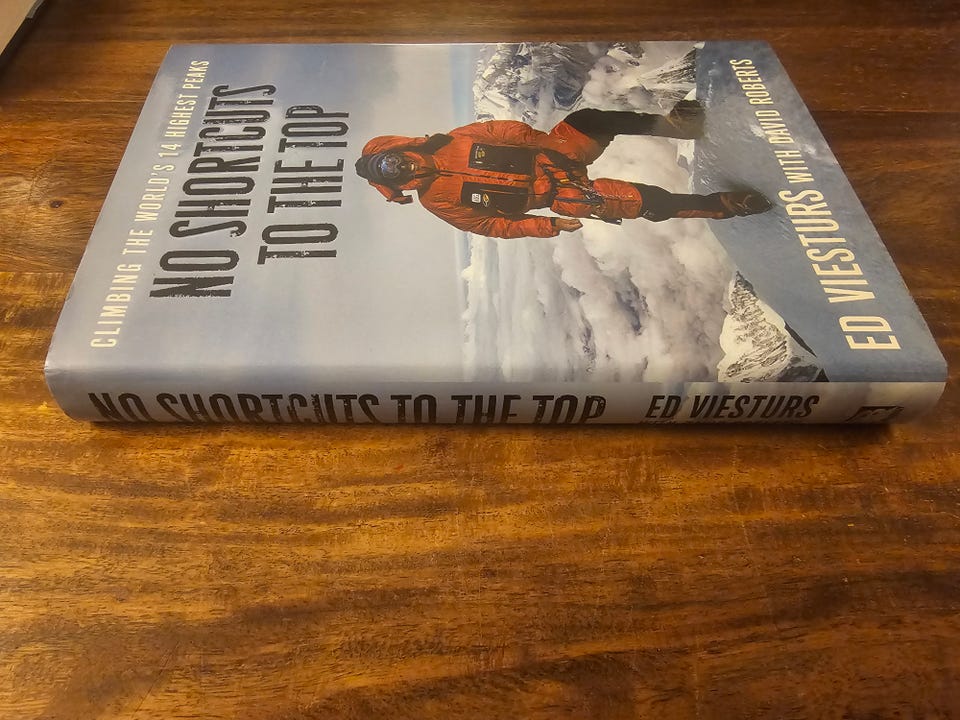 CLIMBING THE WORLD'S 14 HIGHEST PEAKS
NO SHORTCUTS
TO THE TOP
ED VIESTURS WITH DAVID ROBERTS
NO SHORTCUTS TO THE TOP ED VIESTURS